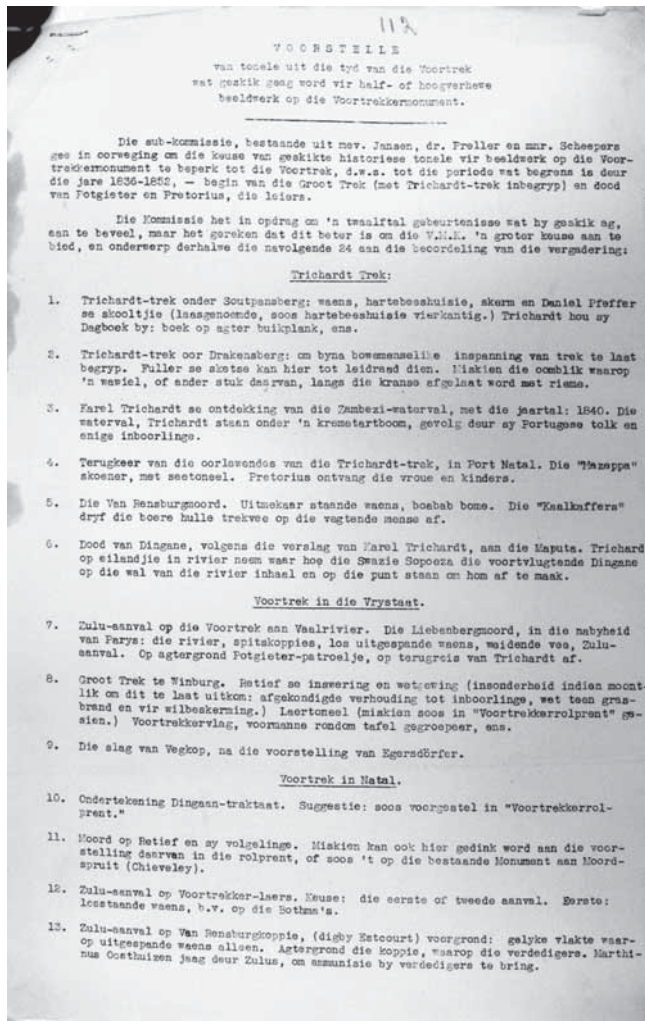 112
VOORSTELLE
van tonele uit die tyd van die Voortrek
wat geskik geag word vir half- of hoogverhewe
beeldwerk op die Voortrekkermonument.
Die sub-kommissie, bestaande uit mev. Jansen, dr. Preller en mnr. Scheepers
gee in oorweging om die keuse van geskikte historiese tonele vir beeldwerk op die Voor-
trekkermonument te beperk tot die Voortrek, d.w.s. tot die periode wat begrens is deur
die jare 1836-1852, - begin van die Groot Trek (met Trichardt-trek inbegryp) en dood
van Potgieter en Pretorius, die leiers.
Die Kommissie het in opdrag om 'n twaalftal gebeurtenisse wat hy geskik ag,
aan te beveel, maar het gereken dat dit beter is om die V.M.K. 'n groter keuse aan te
bied, en onderwerp derhalwe die navolgende 24 aan die beoordeling van die vergadering:
Trichardt Trek:
1. Trichardt-trek onder Soutpansberg: waens, hartebeeshuisie, skerm en Daniel Pfeffer
se skooltjie (laasgenoemde, soos hartebeeshuisie vierkantig.) Trichardt hou sy
Dagboek by: boek op agter buikplank, ens.
2. Trichardt-trek oor Drakensberg: om byna bowemenselike inspanning van trek te laat
begryp. Fuller se sketse kan hier tot leidraad dien. Miskien die oomblik waarop
'n wawiel, of ander stuk daarvan, langs die kranse afgelaat word met rieme.
3. Karel Trichardt se ontdekking van die Zambezi-waterval, met die jaartal: 1840. Die
waterval, Trichardt staan onder 'n kremetartboom, gevolg deur sy Portugese tolk en
enige inboorlinge.
4. Terugkeer van die oorlewendes van die Trichardt-trek, in Port Natal. Die "Mazeppa"
skoener, met seetoneel. Pretorius ontvang die vroue en kinders.
5. Die Van Rensburgmoord. Uitmekaar staande waens, boabab bome. Die "Knalkaffers"
dryf die boere hulle trekvee op die vegtende mense af.
6. Dood van Dingane, volgens die verslag van Karel Trichardt, aan die Maputa. Trichard
op eilandjie in rivier neem waar hoe die Swazie Sopoeza die voortvlugtende Dingane
op die wal van die rivier inhaal en op die punt staan om hom af te maak.
Voortrek in die Vrystaat.
7. Zulu-aanval op die Voortrek aan Vaalrivier. Die Liebenbergmoord, in die nabyheid
van Parys: die rivier, spitskoppies, los uitgespande waens, weidende vee, Zulu-
aanval. Op agtergrond Potgieter-patroelje, op terugreis van Trichardt af.
8. Groot Trek te Winburg. Retief se inswering en wetgewing (insonderheid indien moont-
lik om dit te laat uitkom: afgekondigde verhouding tot inboorlinge, wet teen gras-
brand en vir wilbeskerming.) Laertoneel (miskien soos in "Voortrekkerrolprent" ge-
sien.) Voortrekkervlag, voormanne rondom tafel gegroepeer, ens.
9. Die slag van Vegkop, na die voorstelling van Egersdörfer.
Voortrek in Natal.
10. Ondertekening Dingaan-traktaat. Suggestie: soos voorgestel in "Voortrekkerrol-
prent."
11. Moord op Retief en sy volgelinge. Miskien kan ook hier gedink word aan die voor-
stelling daarvan in die rolprent, of soos 't op die bestaande Monument aan Moord-
spruit (Chieveley).
12. Zulu-aanval op Voortrekker-laers. Keuse: die eerste of tweede aanval. Eerste:
losstaande waens, b.v. op die Bothma's.
13. Zulu-aanval op Van Rensburgkoppie, (digby Estcourt) voorgrond: gelyke vlakte waar-
op uitgespande waens alleen. Agtergrond die koppie, waarop die verdedigers. Marthi-
nus Oosthuizen jaag deur Zulus, om ammunisie by verdedigers te bring.